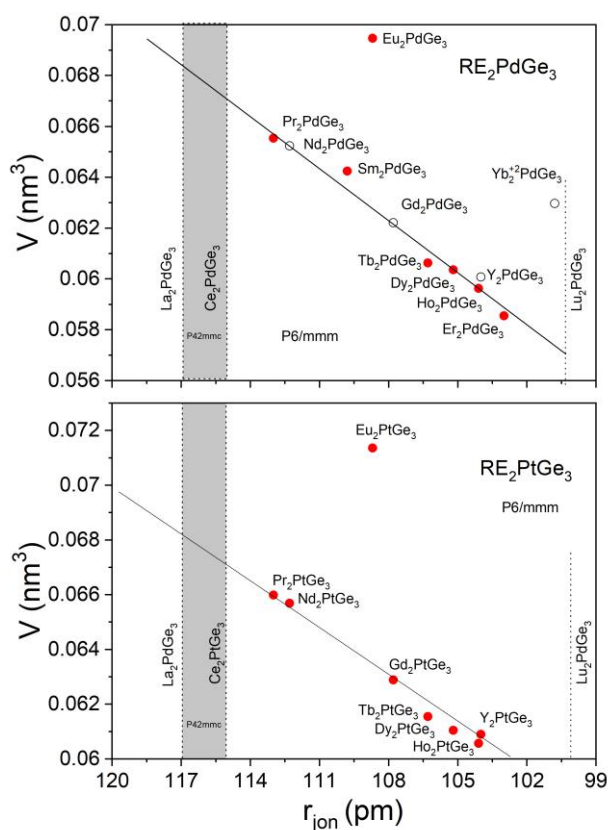 0.07
0.068
0.066
0.064
0.062
0.06
0.058
0.056
V (nm³)
Eu₂PdGe₃
RE₂PdGe₃
Pr₂PdGe₃
Nd₂PdGe₃
Sm₂PdGe₃
Yb₂⁺²PdGe₃
Gd₂PdGe₃
Tb₂PdGe₃
Y₂PdGe₃
Dy₂PdGe₃
Ho₂PdGe₃
Er₂PdGe₃
La₂PdGe₃
Ce₂PdGe₃
Lu₂PdGe₃
P42mmc
P6/mmm
0.072
0.07
0.068
0.066
0.064
0.062
0.06
V (nm³)
Eu₂PtGe₃
RE₂PtGe₃
P6/mmm
Pr₂PtGe₃
Nd₂PtGe₃
Gd₂PtGe₃
Tb₂PtGe₃
Y₂PtGe₃
Dy₂PtGe₃
Ho₂PtGe₃
La₂PdGe₃
Ce₂PtGe₃
Lu₂PdGe₃
P42mmc
120 117 114 111 108 105 102 99
r_jon (pm)